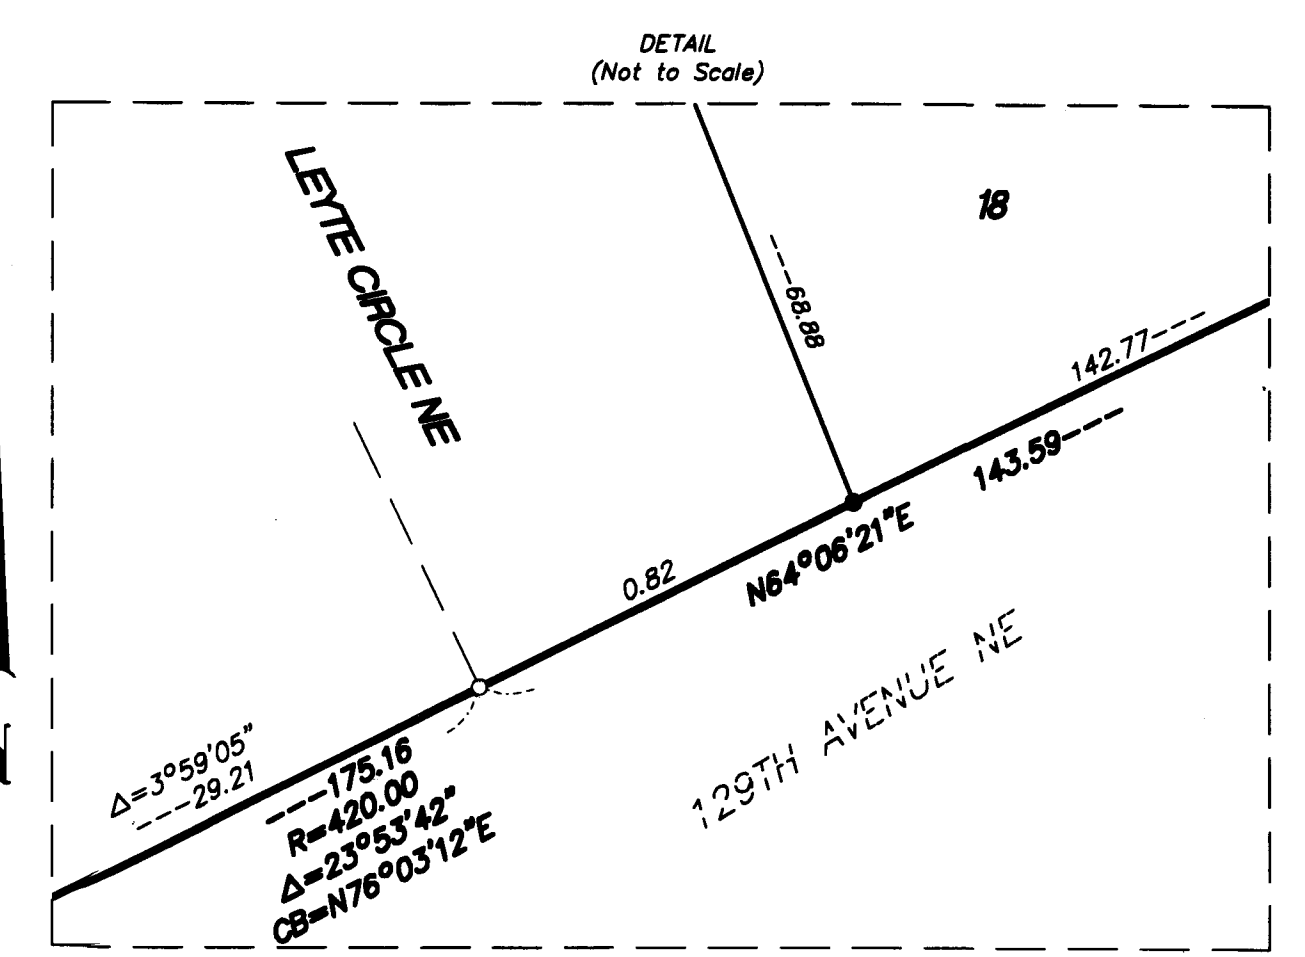 DETAIL
(Not to Scale)
LEYTE CIRCLE NE
18
68.88
142.77
143.59
0.82
N64°06'21"E
129TH AVENUE NE
Δ=3°59'05"
29.21
175.16
R=420.00
Δ=23°53'42"
CB=N76°03'12"E